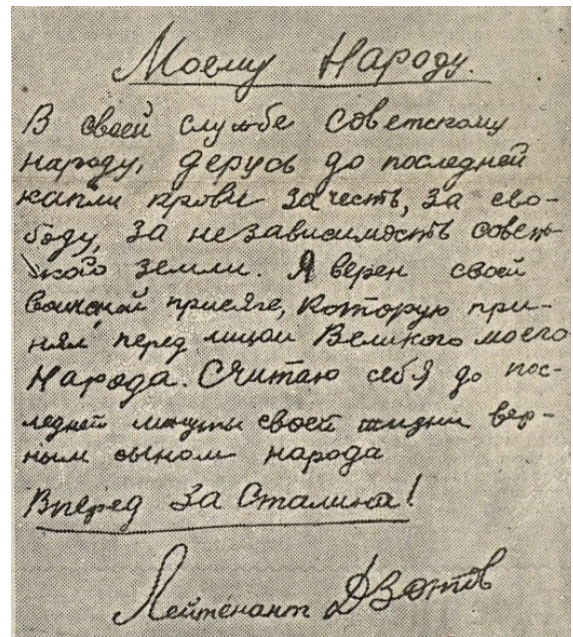 Моему Народу.
В своей службе Советскому
народу, дерусь до последней
капли крови за честь, за сво-
боду, за независимость совет-
ского земли. Я верен своей
воинской присяге, которую при-
нял перед лицом Великого моего
Народа. Считаю себя до пос-
ледней минуты своей жизни вер-
ным сыном народа
Вперед за Сталина!
Лейтенант